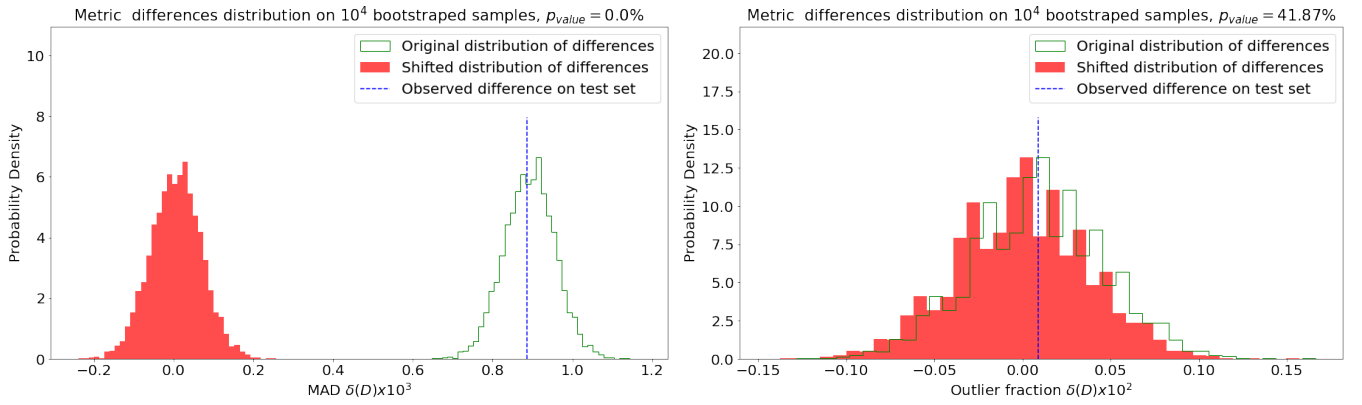 Metric differences distribution on 10⁴ bootstraped samples, p_value = 0.0%
Original distribution of differences
Shifted distribution of differences
Observed difference on test set
Probability Density
10
8
6
4
2
0
−0.2
0.0
0.2
0.4
0.6
0.8
1.0
1.2
MAD δ(D)x10³
Metric differences distribution on 10⁴ bootstraped samples, p_value = 41.87%
Original distribution of differences
Shifted distribution of differences
Observed difference on test set
Probability Density
20.0
17.5
15.0
12.5
10.0
7.5
5.0
2.5
0.0
−0.15
−0.10
−0.05
0.00
0.05
0.10
0.15
Outlier fraction δ(D)x10²